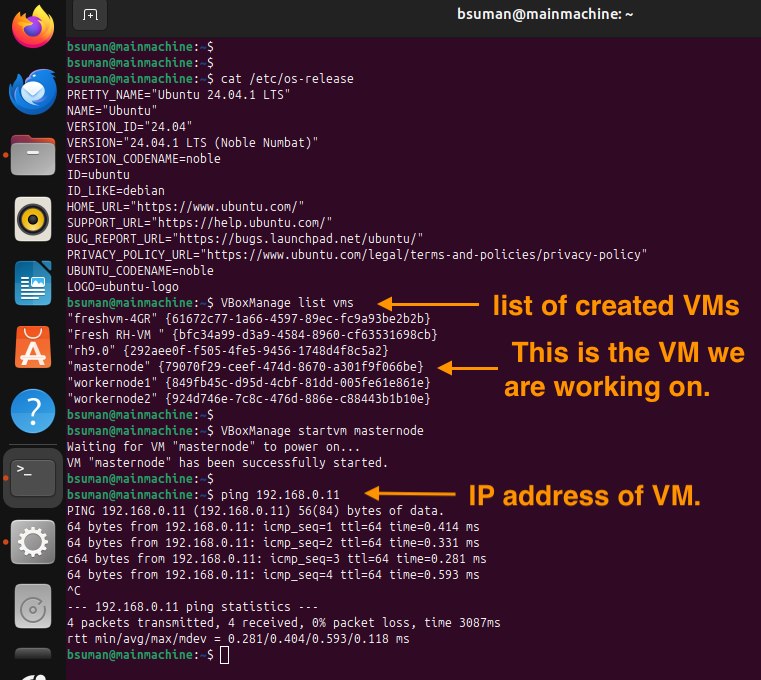 bsuman@mainmachine: ~
bsuman@mainmachine:~$
bsuman@mainmachine:~$
bsuman@mainmachine:~$ cat /etc/os-release
PRETTY_NAME="Ubuntu 24.04.1 LTS"
NAME="Ubuntu"
VERSION_ID="24.04"
VERSION="24.04.1 LTS (Noble Numbat)"
VERSION_CODENAME=noble
ID=ubuntu
ID_LIKE=debian
HOME_URL="https://www.ubuntu.com/"
SUPPORT_URL="https://help.ubuntu.com/"
BUG_REPORT_URL="https://bugs.launchpad.net/ubuntu/"
PRIVACY_POLICY_URL="https://www.ubuntu.com/legal/terms-and-policies/privacy-policy"
UBUNTU_CODENAME=noble
LOGO=ubuntu-logo
bsuman@mainmachine:~$ VBoxManage list vms
list of created VMs
"freshvm-4GR" {61672c77-1a66-4597-89ec-fc9a93be2b2b}
"Fresh RH-VM " {bfc34a99-d3a9-4584-8960-cf63531698cb}
"rh9.0" {292aee0f-f505-4fe5-9456-1748d4f8c5a2}
"masternode" {79070f29-ceef-474d-8670-a301f9f066be}
This is the VM we
are working on.
"workernode1" {849fb45c-d95d-4cbf-81dd-005fe61e861e}
"workernode2" {924d746e-7c8c-476d-886e-c88443b1b10e}
bsuman@mainmachine:~$
bsuman@mainmachine:~$ VBoxManage startvm masternode
Waiting for VM "masternode" to power on...
VM "masternode" has been successfully started.
bsuman@mainmachine:~$
bsuman@mainmachine:~$ ping 192.168.0.11
IP address of VM.
PING 192.168.0.11 (192.168.0.11) 56(84) bytes of data.
64 bytes from 192.168.0.11: icmp_seq=1 ttl=64 time=0.414 ms
64 bytes from 192.168.0.11: icmp_seq=2 ttl=64 time=0.331 ms
c64 bytes from 192.168.0.11: icmp_seq=3 ttl=64 time=0.281 ms
64 bytes from 192.168.0.11: icmp_seq=4 ttl=64 time=0.593 ms
^C
--- 192.168.0.11 ping statistics ---
4 packets transmitted, 4 received, 0% packet loss, time 3087ms
rtt min/avg/max/mdev = 0.281/0.404/0.593/0.118 ms
bsuman@mainmachine:~$